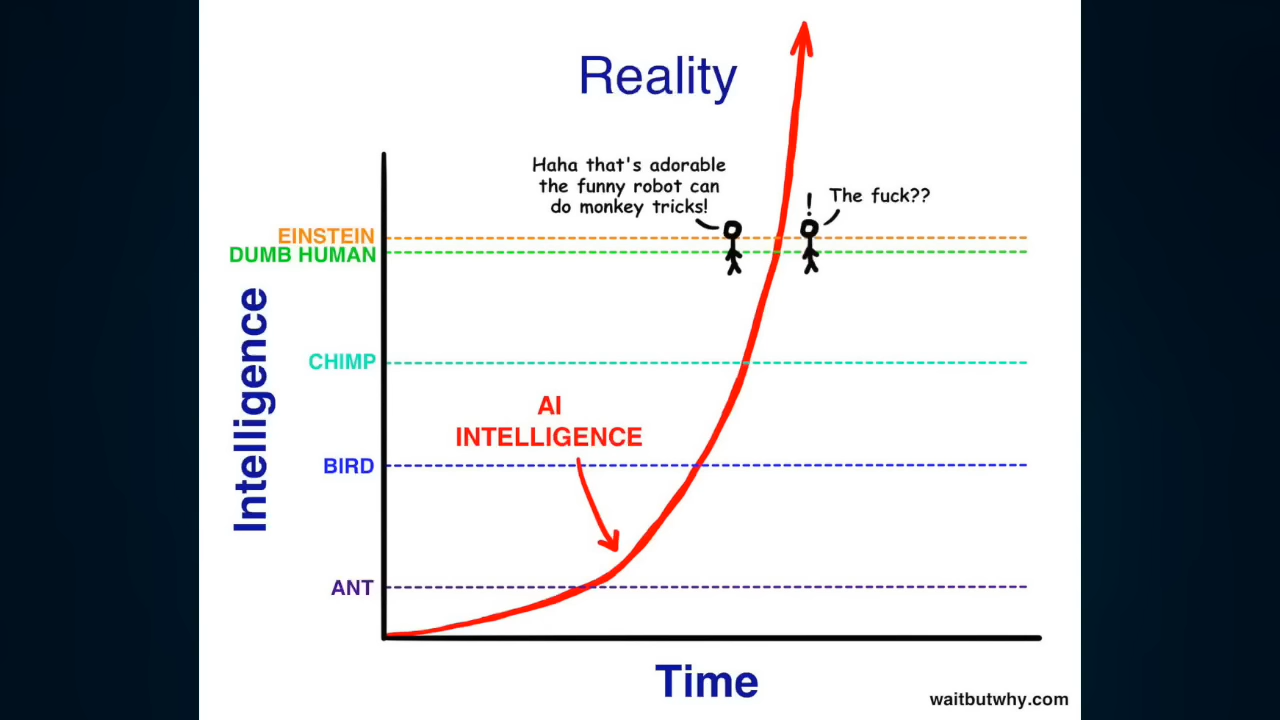 Reality
Haha that's adorable
the funny robot can
do monkey tricks!
The fuck??
!
EINSTEIN
DUMB HUMAN
CHIMP
BIRD
ANT
Intelligence
AI
INTELLIGENCE
Time
waitbutwhy.com